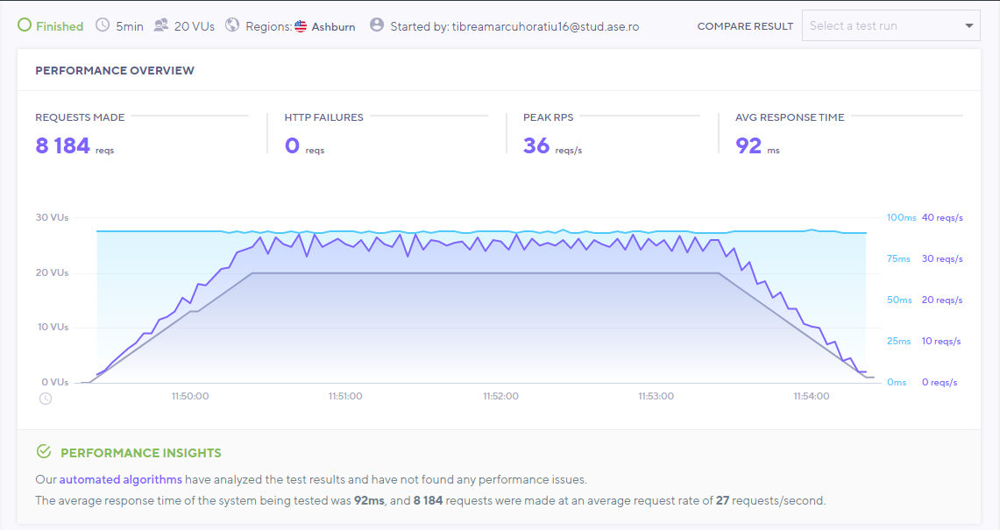 Finished 5min 20 VUs Regions: Ashburn Started by: tibreamarcuhoratiu16@stud.ase.ro COMPARE RESULT Select a test run
PERFORMANCE OVERVIEW
REQUESTS MADE HTTP FAILURES PEAK RPS AVG RESPONSE TIME
8 184 reqs 0 reqs 36 reqs/s 92 ms
30 VUs 100ms 40 reqs/s
75ms 30 reqs/s
20 VUs
50ms 20 reqs/s
10 VUs
25ms 10 reqs/s
0 VUs 0ms 0 reqs/s
11:50:00 11:51:00 11:52:00 11:53:00 11:54:00
PERFORMANCE INSIGHTS
Our automated algorithms have analyzed the test results and have not found any performance issues.
The average response time of the system being tested was 92ms, and 8 184 requests were made at an average request rate of 27 requests/second.